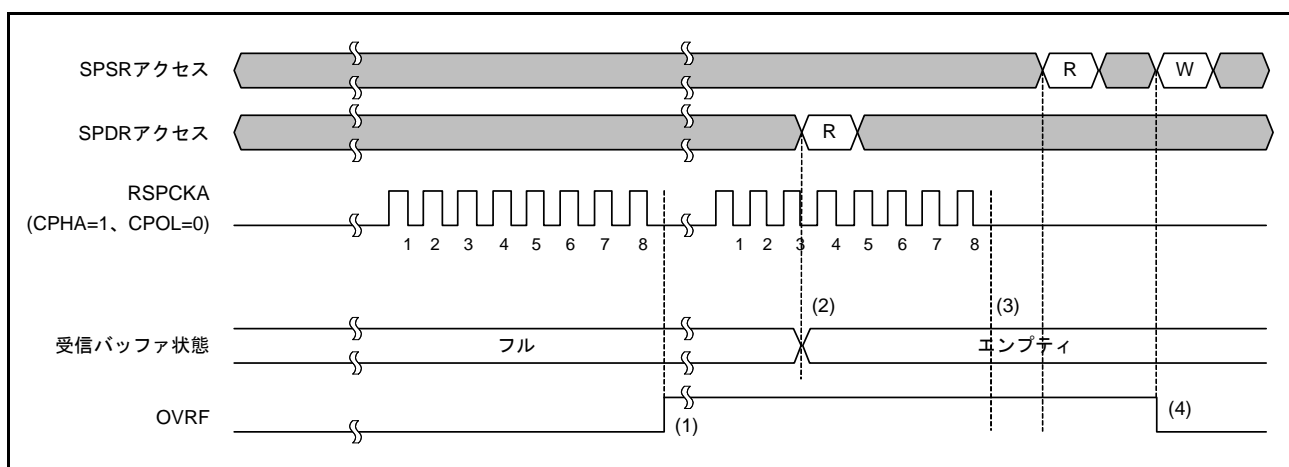 SPSRアクセス
R
W
SPDRアクセス
R
RSPCKA
(CPHA=1、CPOL=0)
1 2 3 4 5 6 7 8
1 2 3 4 5 6 7 8
(2)
(3)
受信バッファ状態
フル
エンプティ
OVRF
(1)
(4)